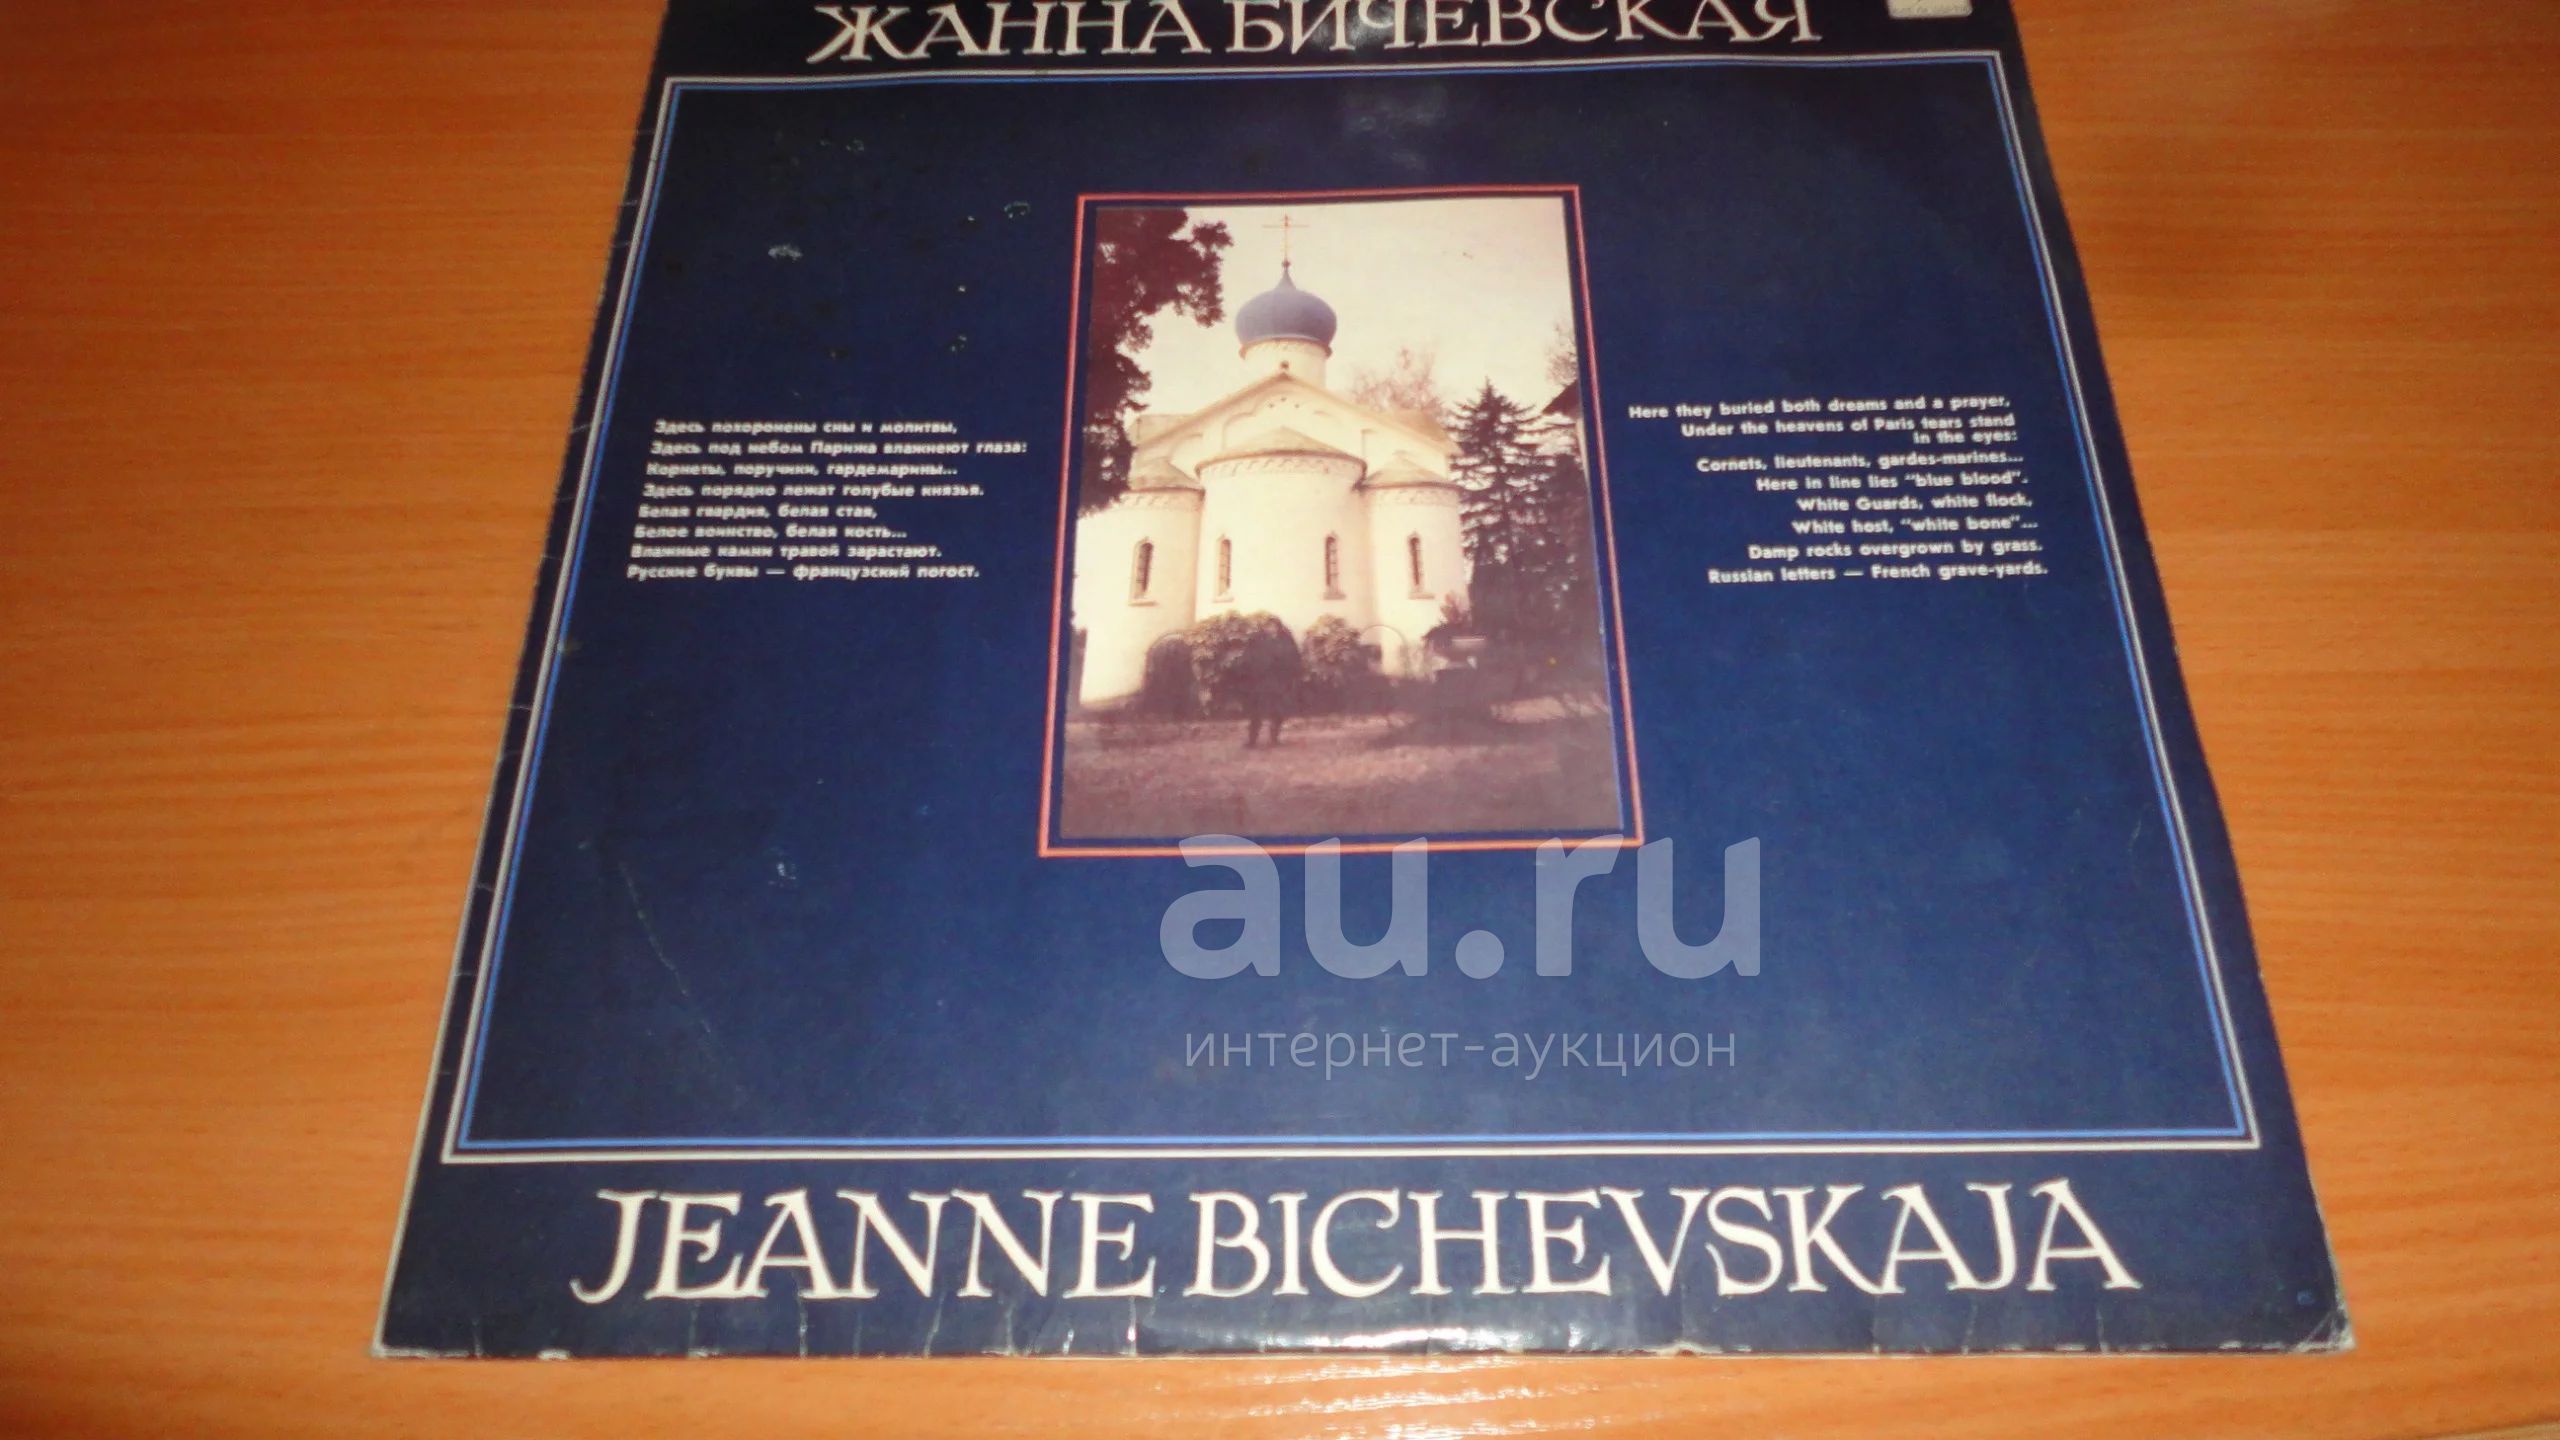 ЖАННА БИЧЕВСКАЯ
Здесь похоронены сны и молитвы,
Здесь под небом Парижа влажнеют глаза:
Корнеты, поручики, гардемарины...
Здесь порядно лежат голубые князья.
Белая гвардия, белая стая,
Белое воинство, белая кость...
Влажные камни травой зарастают.
Русские буквы — французский погост.
Here they buried both dreams and a prayer,
Under the heavens of Paris tears stand
in the eyes:
Cornets, lieutenants, gardes-marines...
Here in line lies "blue blood".
White Guards, white flock,
White host, "white bone"...
Damp rocks overgrown by grass.
Russian letters — French grave-yards.
au.ru
интернет-аукцион
JEANNE BICHEVSKAJA